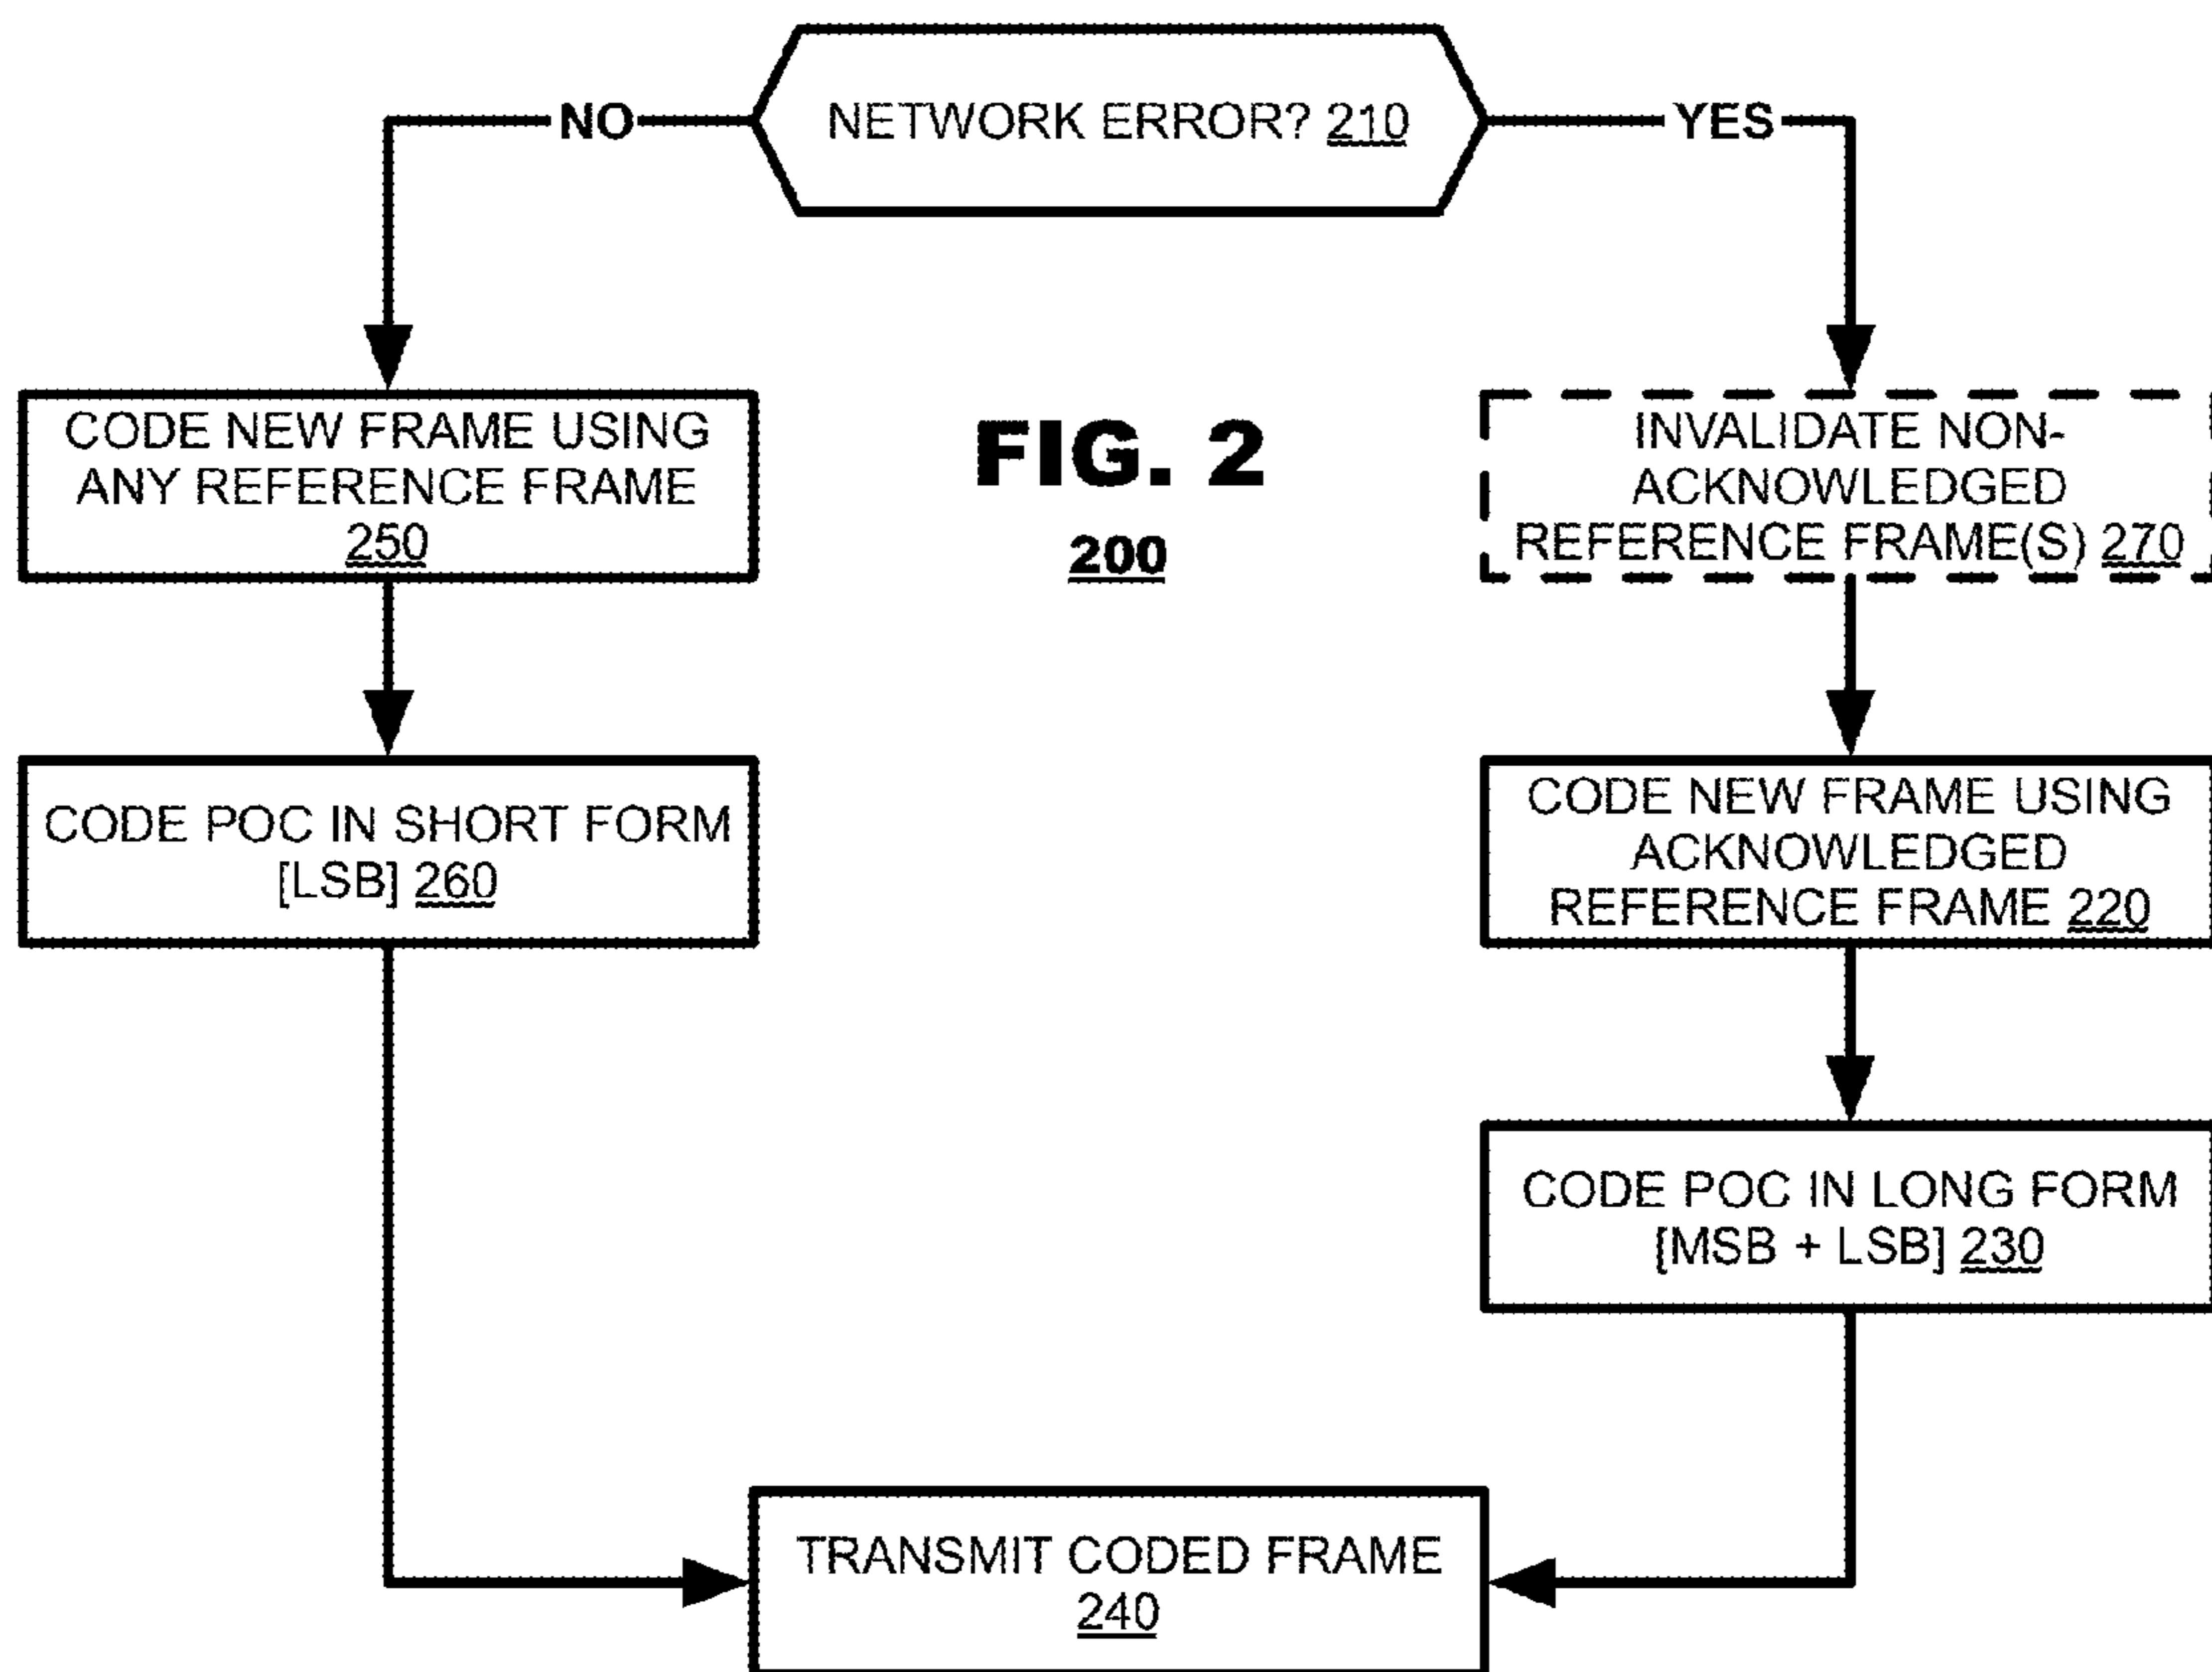 NETWORK ERROR? 210
NO
YES
CODE NEW FRAME USING
ANY REFERENCE FRAME
250
FIG. 2
200
INVALIDATE NON-
ACKNOWLEDGED
REFERENCE FRAME(S) 270
CODE POC IN SHORT FORM
[LSB] 260
CODE NEW FRAME USING
ACKNOWLEDGED
REFERENCE FRAME 220
CODE POC IN LONG FORM
[MSB + LSB] 230
TRANSMIT CODED FRAME
240